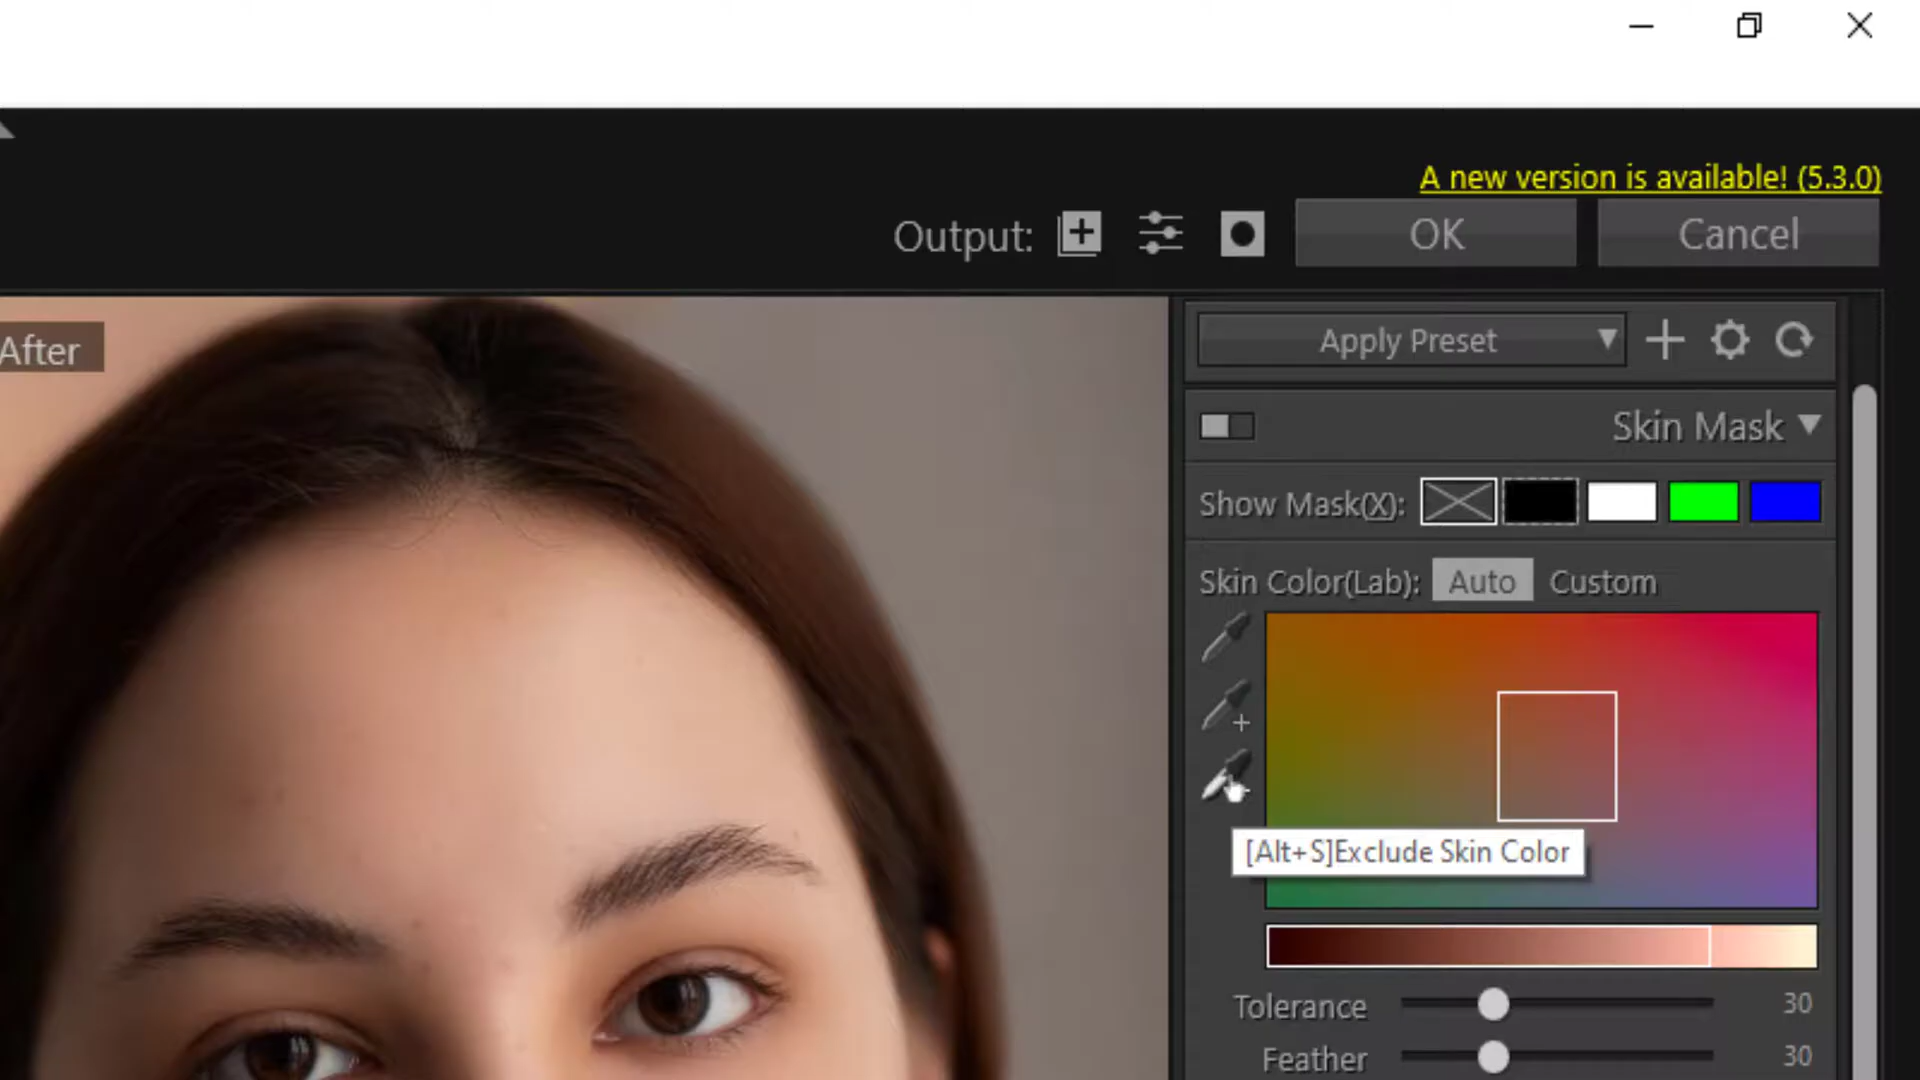 A new version is available! (5.3.0)
Output: OK Cancel
After
Apply Preset
Skin Mask
Show Mask(X):
Skin Color(Lab): Auto Custom
[Alt+S]Exclude Skin Color
Tolerance 30
Feather 30